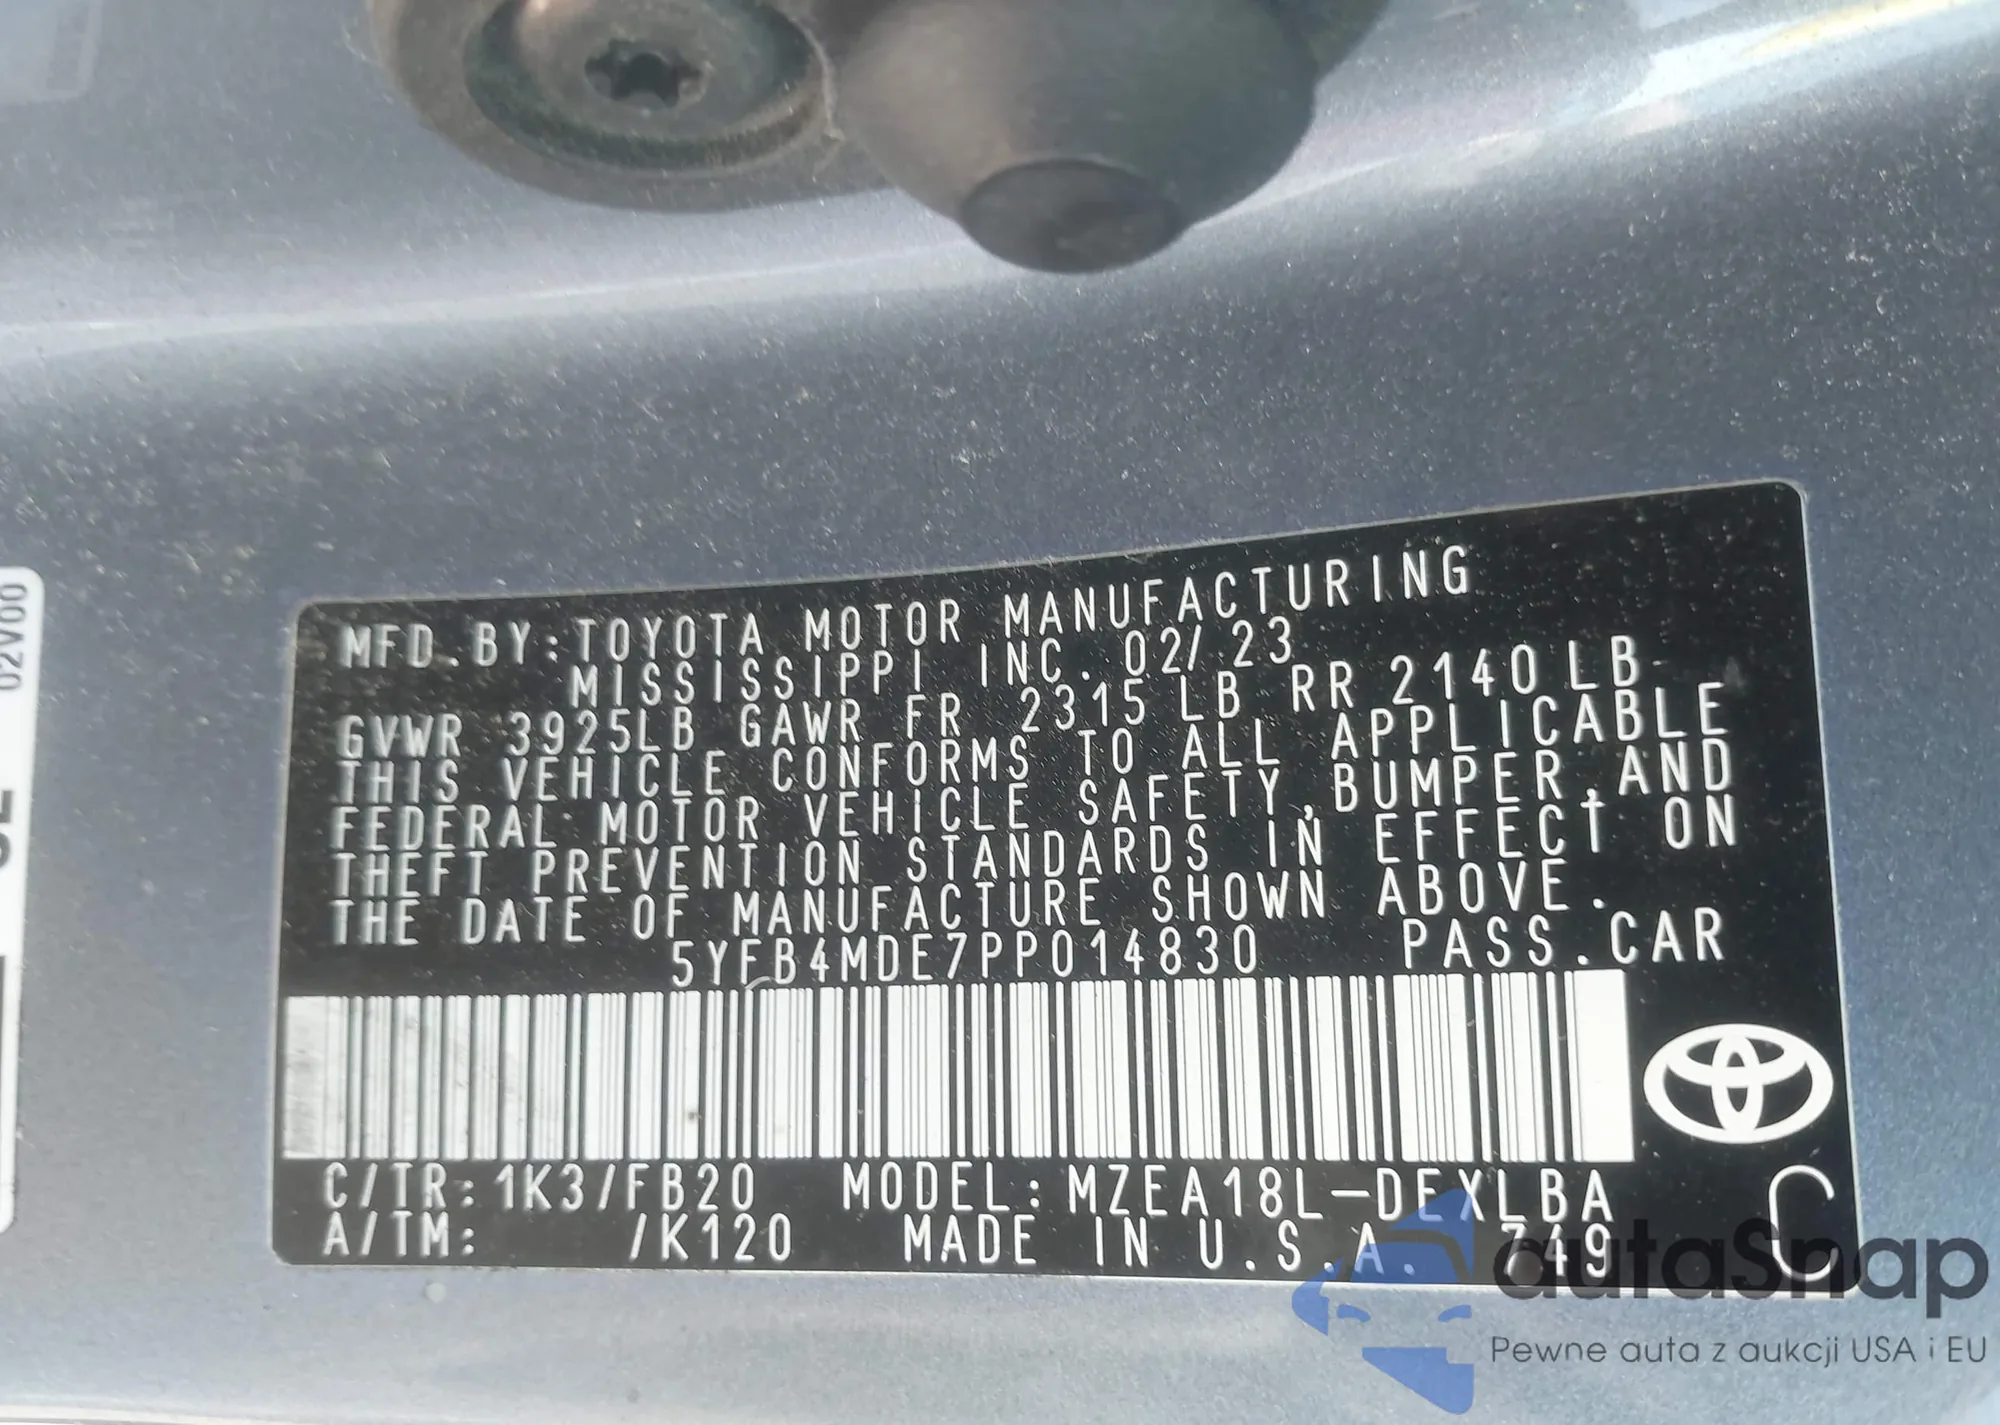 MFD.BY:TOYOTA MOTOR MANUFACTURING
MISSISSIPPI INC. 02/23
GVWR 3925LB GAWR FR 2315LB RR 2140LB
THIS VEHICLE CONFORMS TO ALL APPLICABLE
FEDERAL MOTOR VEHICLE SAFETY,BUMPER,AND
THEFT PREVENTION STANDARDS IN EFFECT ON
THE DATE OF MANUFACTURE SHOWN ABOVE.
5YFB4MDE7PP014830 PASS.CAR
C/TR:1K3/FB20 MODEL:MZEA18L-DEXLBA
A/TM: /K120 MADE IN U.S.A. 749
C
02V00
autaSnap
Pewne auta z aukcji USA i EU